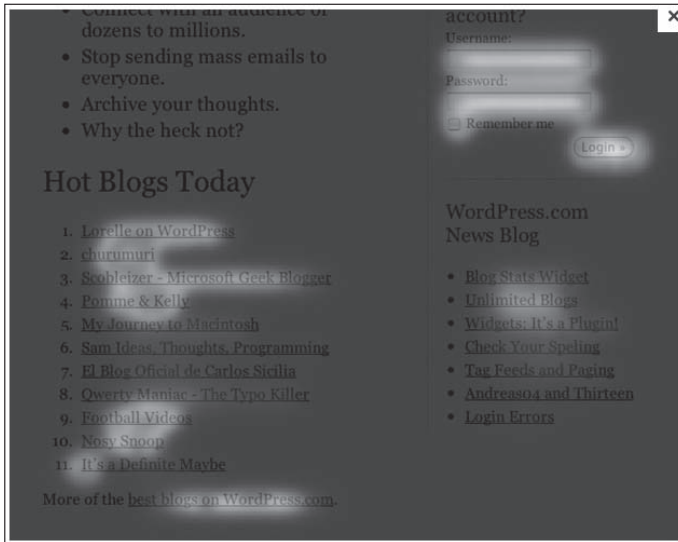 Connect with an audience of
dozens to millions.
• Stop sending mass emails to
everyone.
• Archive your thoughts.
• Why the heck not?
Hot Blogs Today
1. Lorelle on WordPress
2. churumuri
3. Scobleizer - Microsoft Geek Blogger
4. Pomme & Kelly
5. My Journey to Macintosh
6. Sam Ideas, Thoughts, Programming
7. El Blog Oficial de Carlos Sicilia
8. Qwerty Maniac - The Typo Killer
9. Football Videos
10. Nosy Snoop
11. It's a Definite Maybe
More of the best blogs on WordPress.com.
account?
Username:
Password:
Remember me
Login »
WordPress.com
News Blog
• Blog Stats Widget
• Unlimited Blogs
• Widgets: It's a Plugin!
• Check Your Speling
• Tag Feeds and Paging
• Andreas04 and Thirteen
• Login Errors